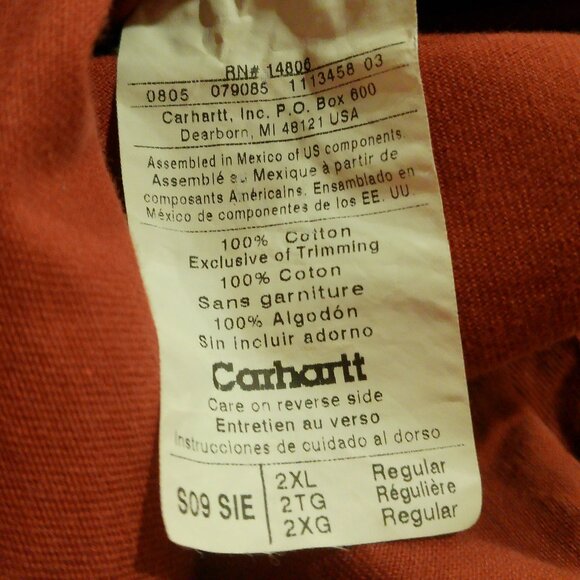 RN# 14806
0805 079085 1113458 03
Carhartt, Inc. P.O. Box 600
Dearborn, MI 48121 USA
Assembled in Mexico of US components
Assemblé au Mexique à partir de
composants Américains. Ensamblado en
México de componentes de los EE. UU.
100% Cotton
Exclusive of Trimming
100% Coton
Sans garniture
100% Algodón
Sin incluir adorno
Carhartt
Care on reverse side
Entretien au verso
Instrucciones de cuidado al dorso
S09 SIE
2XL Regular
2TG Régulière
2XG Regular